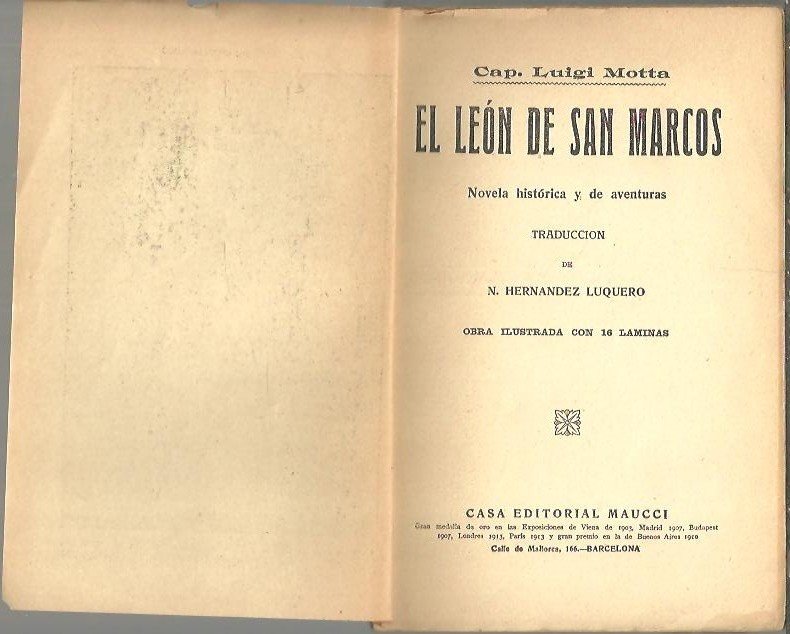 Cap. Luigi Motta
EL LEÓN DE SAN MARCOS
Novela histórica y de aventuras
TRADUCCION
DE
N. HERNANDEZ LUQUERO
OBRA ILUSTRADA CON 16 LAMINAS
CASA EDITORIAL MAUCCI
Gran medalla de oro en las Exposiciones de Viena de 1903, Madrid 1907, Budapest
1907, Londres 1913, París 1913 y gran premio en la de Buenos Aires 1910
Calle de Mallorca, 166.—BARCELONA